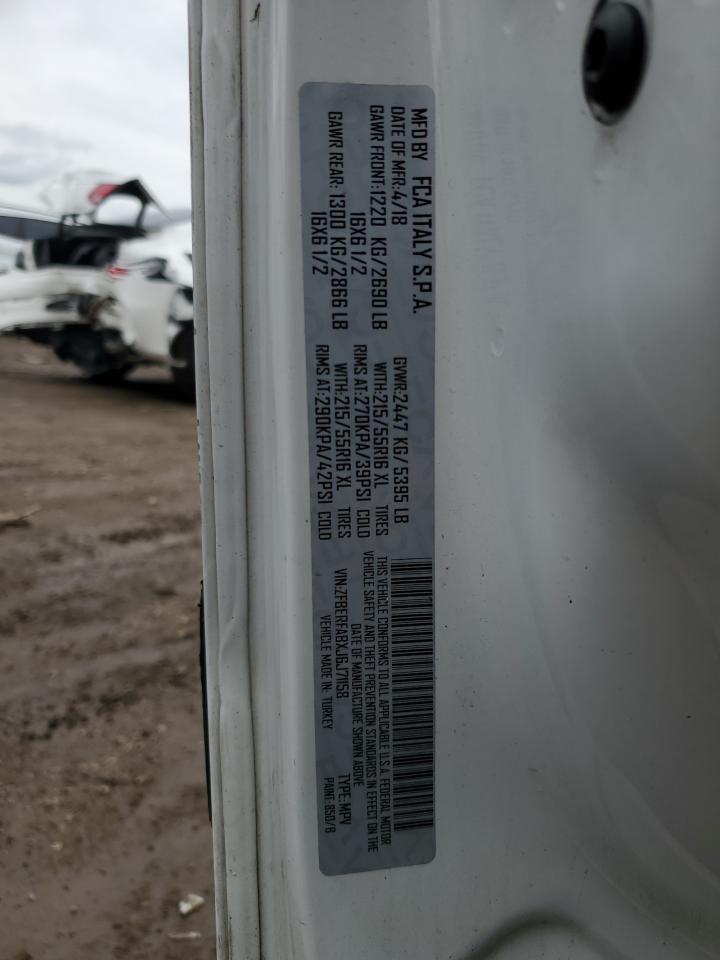 MFD BY FCA ITALY S.P.A.
DATE OF MFR:4/18 GVWR:2447 KG/5395 LB
GAWR FRONT:1220 KG/2690 LB WITH:215/55R16 XL TIRES
16X6 1/2 RIMS AT:270KPA/39PSI COLD
GAWR REAR: 1300 KG/2866 LB WITH:215/55R16 XL TIRES
16X6 1/2 RIMS AT:290KPA/42PSI COLD
THIS VEHICLE CONFORMS TO ALL APPLICABLE U.S.A. FEDERAL MOTOR
VEHICLE SAFETY AND THEFT PREVENTION STANDARDS IN EFFECT ON THE
DATE OF MANUFACTURE SHOWN ABOVE
VIN:ZFBERFABXJ6J71158 TYPE:MPV
VEHICLE MADE IN: TURKEY PAINT: 850/B